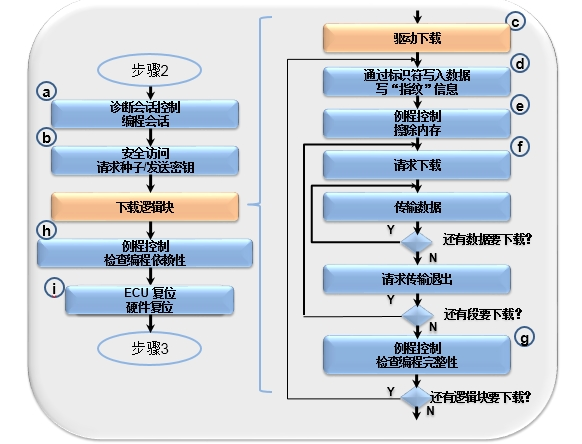 步骤2
a
诊断会话控制
编程会话
b
安全访问
请求种子/发送密钥
下载逻辑块
h
例程控制
检查编程依赖性
i
ECU 复位
硬件复位
步骤3
c
驱动下载
d
通过标识符写入数据
写“指纹”信息
e
例程控制
擦除内存
f
请求下载
传输数据
Y
还有数据要下载?
N
请求传输退出
Y
还有段要下载?
N
g
例程控制
检查编程完整性
Y
还有逻辑块要下载?
N